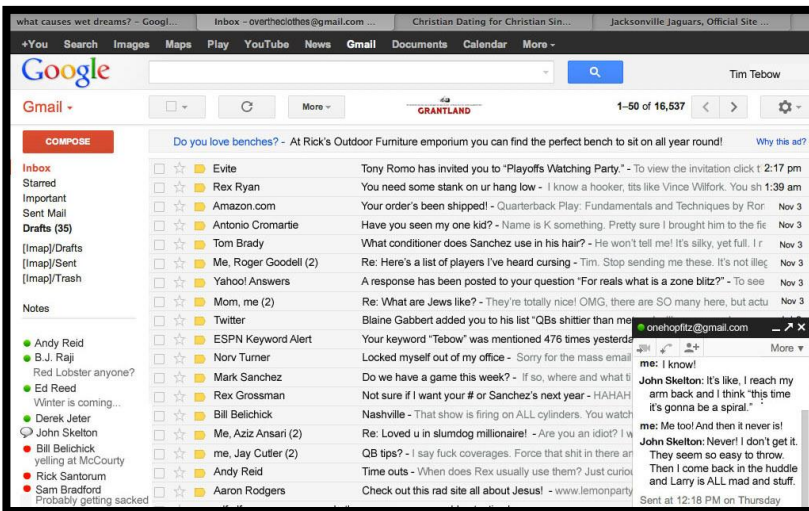 what causes wet dreams? – Googl...
Inbox – overtheclothes@gmail.com ...
Christian Dating for Christian Sin...
Jacksonville Jaguars, Official Site ...
+You Search Images Maps Play YouTube News Gmail Documents Calendar More
Google
Tim Tebow
Gmail
More
GRANTLAND
1–50 of 16,537
COMPOSE
Do you love benches? - At Rick's Outdoor Furniture emporium you can find the perfect bench to sit on all year round! Why this ad?
Inbox
Starred
Important
Sent Mail
Drafts (35)
[Imap]/Drafts
[Imap]/Sent
[Imap]/Trash
Notes
Andy Reid
B.J. Raji
Red Lobster anyone?
Ed Reed
Winter is coming...
Derek Jeter
John Skelton
Bill Belichick
yelling at McCourty
Rick Santorum
Sam Bradford
Probably getting sacked
Evite Tony Romo has invited you to "Playoffs Watching Party." - To view the invitation click t 2:17 pm
Rex Ryan You need some stank on ur hang low - I know a hooker, tits like Vince Wilfork. You sh 1:39 am
Amazon.com Your order's been shipped! - Quarterback Play: Fundamentals and Techniques by Ron Nov 3
Antonio Cromartie Have you seen my one kid? - Name is K something. Pretty sure I brought him to the fie Nov 3
Tom Brady What conditioner does Sanchez use in his hair? - He won't tell me! It's silky, yet full. I r Nov 3
Me, Roger Goodell (2) Re: Here's a list of players I've heard cursing - Tim. Stop sending me these. It's not illeg Nov 3
Yahoo! Answers A response has been posted to your question "For reals what is a zone blitz?" - To see Nov 3
Mom, me (2) Re: What are Jews like? - They're totally nice! OMG, there are SO many here, but actu Nov 3
Twitter Blaine Gabbert added you to his list "QBs shittier than me
ESPN Keyword Alert Your keyword "Tebow" was mentioned 476 times yesterda
Norv Turner Locked myself out of my office - Sorry for the mass email
Mark Sanchez Do we have a game this week? - If so, where and what ti
Rex Grossman Not sure if I want your # or Sanchez's next year - HAHAH
Bill Belichick Nashville - That show is firing on ALL cylinders. You watch
Me, Aziz Ansari (2) Re: Loved u in slumdog millionaire! - Are you an idiot? I w
me, Jay Cutler (2) QB tips? - I say fuck coverages. Force that shit in there an
Andy Reid Time outs - When does Rex usually use them? Just curiou
Aaron Rodgers Check out this rad site all about Jesus! - www.lemonparty
onehopfitz@gmail.com
More
me: I know!
John Skelton: It's like, I reach my
arm back and I think "this time
it's gonna be a spiral."
me: Me too! And then it never is!
John Skelton: Never! I don't get it.
They seem so easy to throw.
Then I come back in the huddle
and Larry is ALL mad and stuff.
Sent at 12:18 PM on Thursday